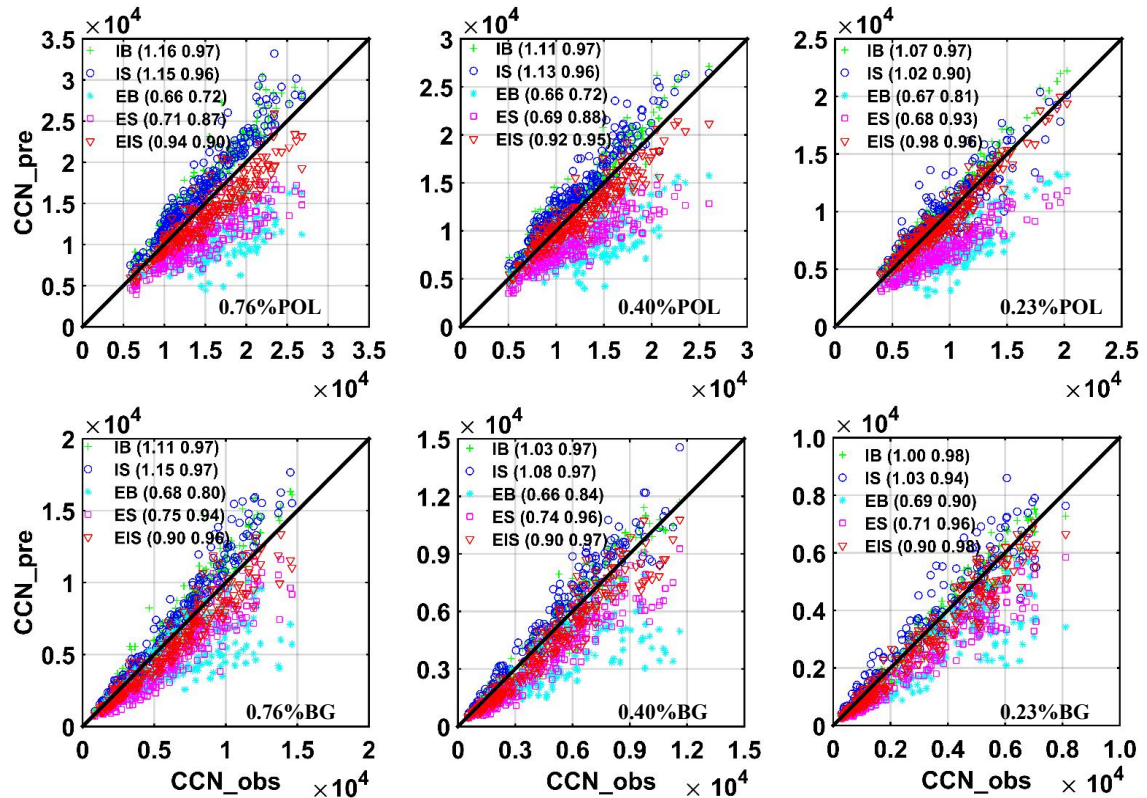 ×10⁴
3.5
3
2.5
2
1.5
1
0.5
0
CCN_pre
IB (1.16 0.97)
IS (1.15 0.96)
EB (0.66 0.72)
ES (0.71 0.87)
EIS (0.94 0.90)
0.76%POL
0 0.5 1 1.5 2 2.5 3 3.5
×10⁴
×10⁴
3
2.5
2
1.5
1
0.5
0
IB (1.11 0.97)
IS (1.13 0.96)
EB (0.66 0.72)
ES (0.69 0.88)
EIS (0.92 0.95)
0.40%POL
0 0.5 1 1.5 2 2.5 3
×10⁴
×10⁴
2.5
2
1.5
1
0.5
0
IB (1.07 0.97)
IS (1.02 0.90)
EB (0.67 0.81)
ES (0.68 0.93)
EIS (0.98 0.96)
0.23%POL
0 0.5 1 1.5 2 2.5
×10⁴
×10⁴
2
1.5
1
0.5
0
CCN_pre
IB (1.11 0.97)
IS (1.15 0.97)
EB (0.68 0.80)
ES (0.75 0.94)
EIS (0.90 0.96)
0.76%BG
0 0.5 1 1.5 2
CCN_obs ×10⁴
×10⁴
1.5
1.2
0.9
0.6
0.3
0
IB (1.03 0.97)
IS (1.08 0.97)
EB (0.66 0.84)
ES (0.74 0.96)
EIS (0.90 0.97)
0.40%BG
0 0.3 0.6 0.9 1.2 1.5
CCN_obs ×10⁴
×10⁴
1.0
0.8
0.6
0.4
0.2
0
IB (1.00 0.98)
IS (1.03 0.94)
EB (0.69 0.90)
ES (0.71 0.96)
EIS (0.90 0.98)
0.23%BG
0 0.2 0.4 0.6 0.8 1.0
CCN_obs ×10⁴